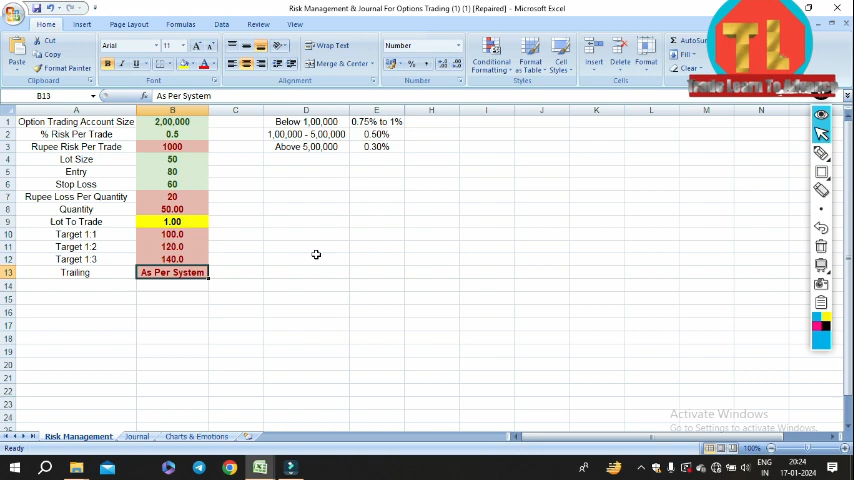 Risk Management & Journal For Options Trading (1) (1) [Repaired] - Microsoft Excel
Home Insert Page Layout Formulas Data Review View
Cut
Copy
Format Painter
Paste
Clipboard
Arial 11
Font
Wrap Text
Merge & Center
Alignment
Number
Number
Conditional Formatting
Format as Table
Cell Styles
Styles
Insert Delete Format
Cells
AutoSu
Fill
Clear
TL
Trade Learn To Advance
B13 As Per System
A B C D E H I J K L M N
1 Option Trading Account Size 2,00,000 Below 1,00,000 0.75% to 1%
2 % Risk Per Trade 0.5 1,00,000 - 5,00,000 0.50%
3 Rupee Risk Per Trade 1000 Above 5,00,000 0.30%
4 Lot Size 50
5 Entry 80
6 Stop Loss 60
7 Rupee Loss Per Quantity 20
8 Quantity 50.00
9 Lot To Trade 1.00
10 Target 1:1 100.0
11 Target 1:2 120.0
12 Target 1:3 140.0
13 Trailing As Per System
14
15
16
17
18
19
20
21
22
23
24
Activate Windows
Go to Settings to activate Windows.
Risk Management Journal Charts & Emotions
Ready 100%
ENG
IN
20:24
17-01-2024